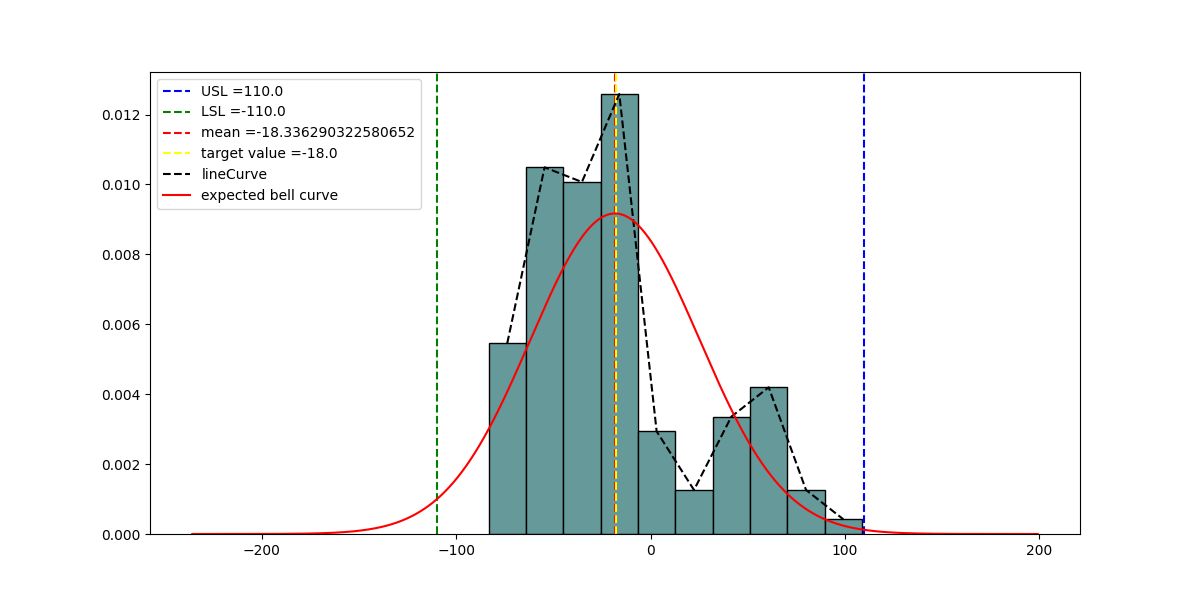 USL =110.0
LSL =-110.0
mean =-18.336290322580652
target value =-18.0
lineCurve
expected bell curve
0.012
0.010
0.008
0.006
0.004
0.002
0.000
−200 −100 0 100 200